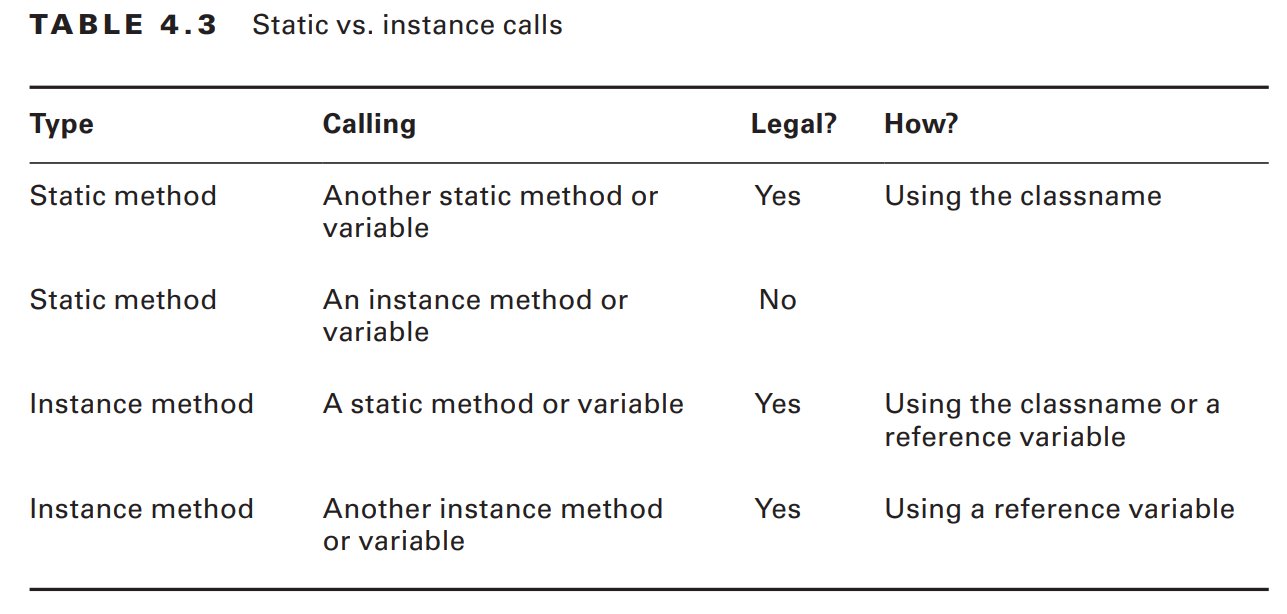 TABLE 4.3 Static vs. instance calls
Type Calling Legal? How?
Static method Another static method or Yes Using the classname
variable
Static method An instance method or No
variable
Instance method A static method or variable Yes Using the classname or a
reference variable
Instance method Another instance method Yes Using a reference variable
or variable